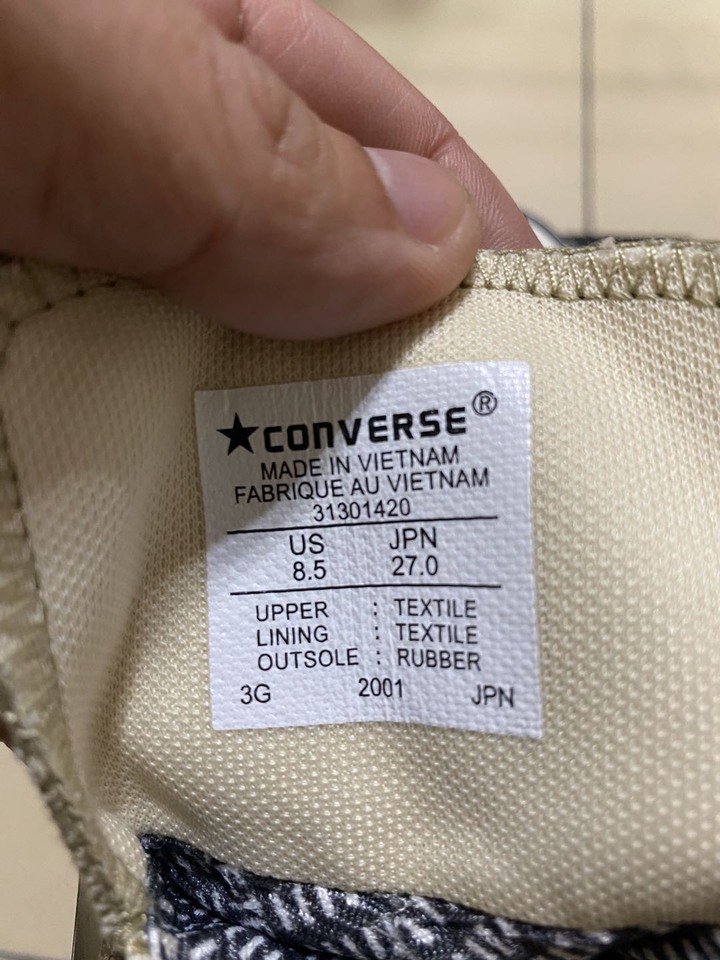 ★CONVERSE®
MADE IN VIETNAM
FABRIQUE AU VIETNAM
31301420
US JPN
8.5 27.0
UPPER : TEXTILE
LINING : TEXTILE
OUTSOLE : RUBBER
3G 2001 JPN